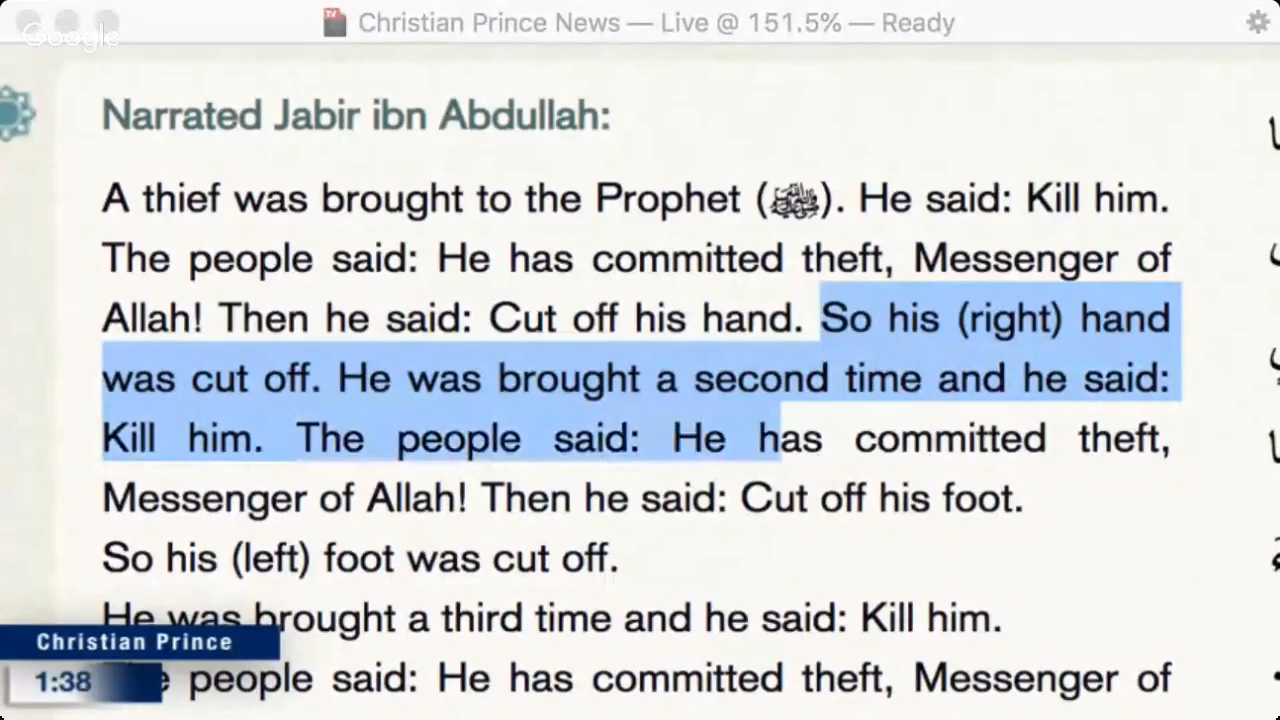 Christian Prince News — Live @ 151.5% — Ready
Google
Narrated Jabir ibn Abdullah:
A thief was brought to the Prophet (ﷺ). He said: Kill him.
The people said: He has committed theft, Messenger of
Allah! Then he said: Cut off his hand. So his (right) hand
was cut off. He was brought a second time and he said:
Kill him. The people said: He has committed theft,
Messenger of Allah! Then he said: Cut off his foot.
So his (left) foot was cut off.
He was brought a third time and he said: Kill him.
people said: He has committed theft, Messenger of
Christian Prince
1:38